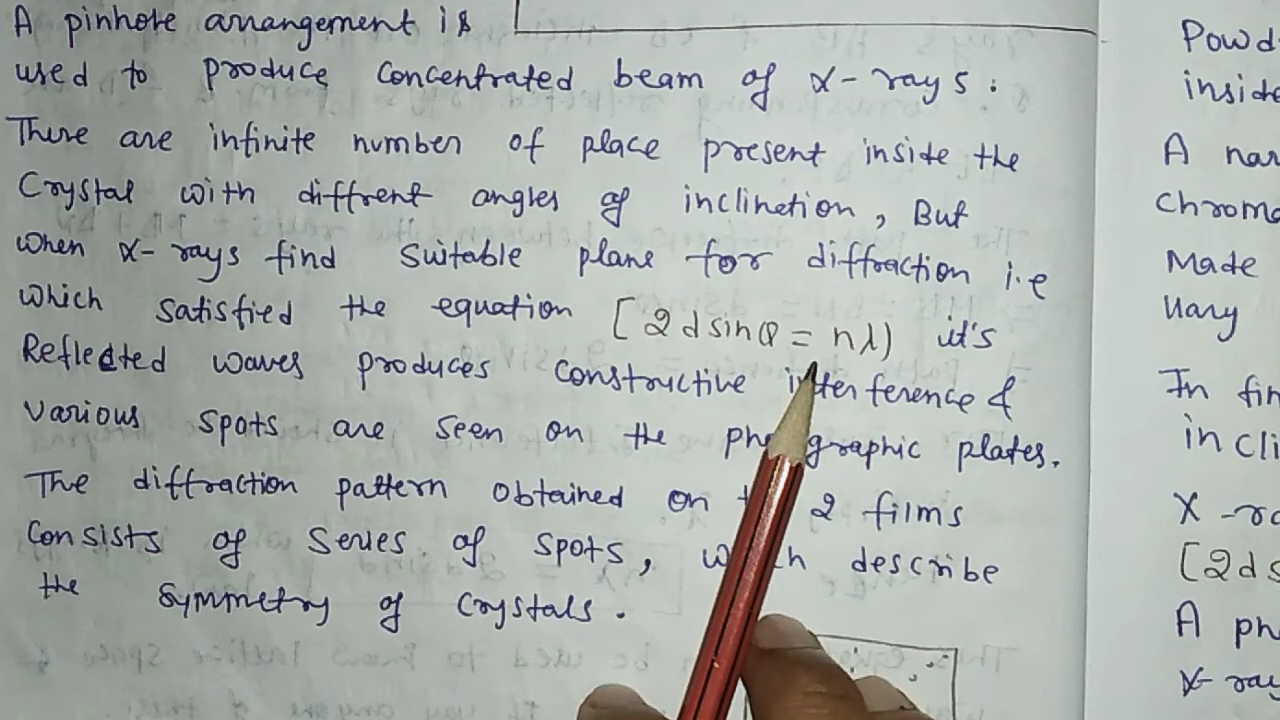 A pinhole arrangement is
used to produce concentrated beam of X-rays.
There are infinite number of place present inside the
Crystal with diffrent angles of inclination, But
when X-rays find suitable plane for diffraction i.e
which satisfied the equation [2dsinθ = nλ) it's
Reflected waves produces constructive interference &
various spots are seen on the graphic plates.
The diffraction pattern obtained on 2 films
Consists of series of spots, which describe
the symmetry of crystals.
Powd
inside
A nar
chromo
Made
Vary
In fin
incli
X-ra
[2ds
A pho
X-ray